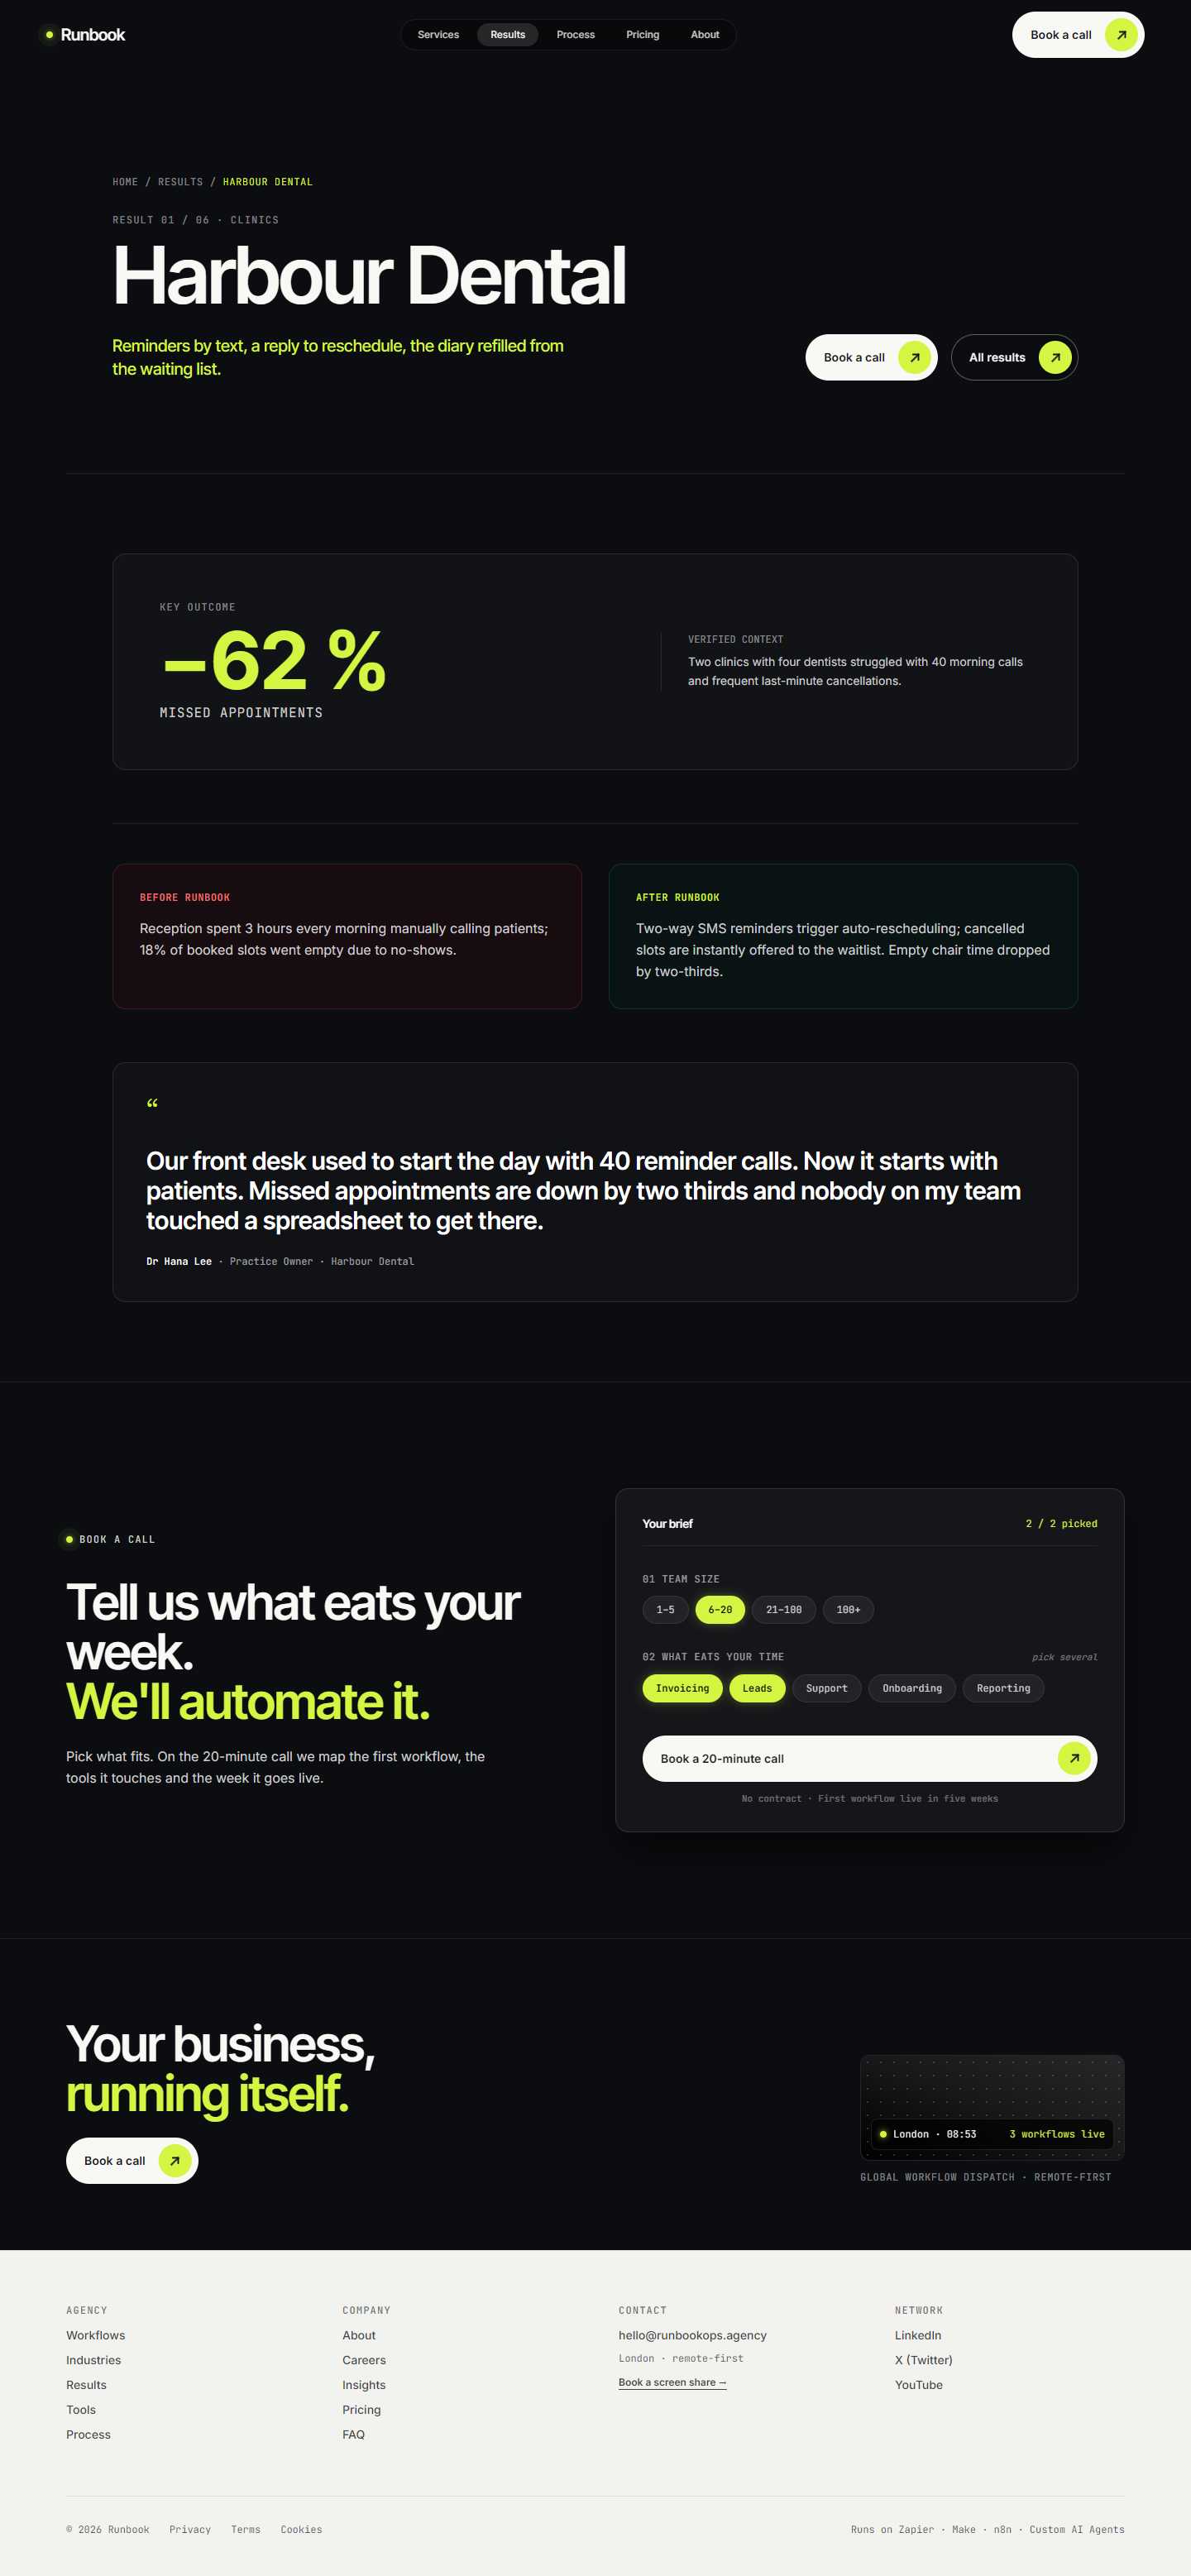 Runbook
Services
Results
Process
Pricing
About
Book a call
HOME / RESULTS / HARBOUR DENTAL
RESULT 01 / 06 · CLINICS
Harbour Dental
Reminders by text, a reply to reschedule, the diary refilled from
the waiting list.
Book a call
All results
KEY OUTCOME
−62 %
MISSED APPOINTMENTS
VERIFIED CONTEXT
Two clinics with four dentists struggled with 40 morning calls
and frequent last-minute cancellations.
BEFORE RUNBOOK
Reception spent 3 hours every morning manually calling patients;
18% of booked slots went empty due to no-shows.
AFTER RUNBOOK
Two-way SMS reminders trigger auto-rescheduling; cancelled
slots are instantly offered to the waitlist. Empty chair time dropped
by two-thirds.
“
Our front desk used to start the day with 40 reminder calls. Now it starts with
patients. Missed appointments are down by two thirds and nobody on my team
touched a spreadsheet to get there.
Dr Hana Lee · Practice Owner · Harbour Dental
BOOK A CALL
Tell us what eats your
week.
We'll automate it.
Pick what fits. On the 20-minute call we map the first workflow, the
tools it touches and the week it goes live.
Your brief
2 / 2 picked
01 TEAM SIZE
1–5
6–20
21–100
100+
02 WHAT EATS YOUR TIME
pick several
Invoicing
Leads
Support
Onboarding
Reporting
Book a 20-minute call
No contract · First workflow live in five weeks
Your business,
running itself.
Book a call
London · 08:53
3 workflows live
GLOBAL WORKFLOW DISPATCH · REMOTE-FIRST
AGENCY
Workflows
Industries
Results
Tools
Process
COMPANY
About
Careers
Insights
Pricing
FAQ
CONTACT
hello@runbookops.agency
London · remote-first
Book a screen share →
NETWORK
LinkedIn
X (Twitter)
YouTube
© 2026 Runbook
Privacy
Terms
Cookies
Runs on Zapier · Make · n8n · Custom AI Agents